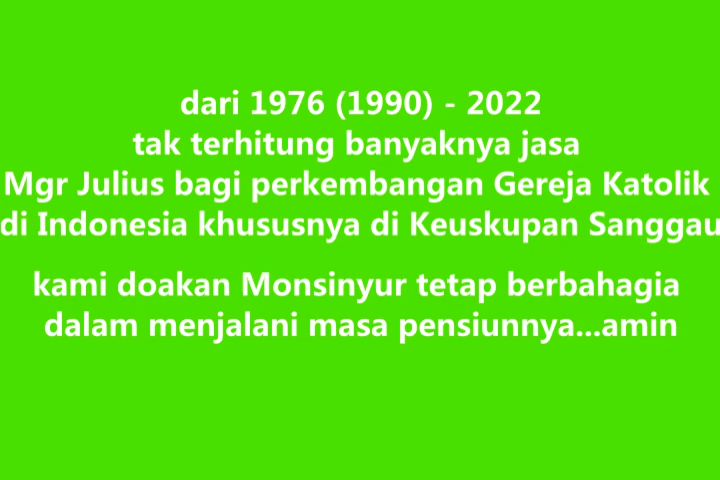 dari 1976 (1990) - 2022
tak terhitung banyaknya jasa
Mgr Julius bagi perkembangan Gereja Katolik
di Indonesia khususnya di Keuskupan Sanggau
kami doakan Monsinyur tetap berbahagia
dalam menjalani masa pensiunnya...amin